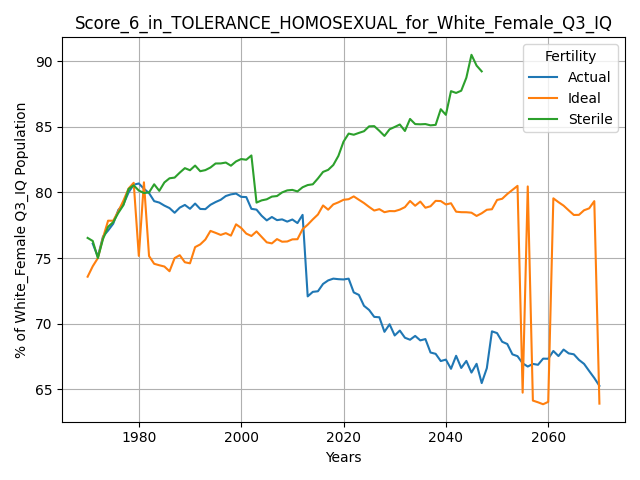 Score_6_in_TOLERANCE_HOMOSEXUAL_for_White_Female_Q3_IQ
% of White_Female Q3_IQ Population
90
85
80
75
70
65
Fertility
Actual
Ideal
Sterile
1980
2000
2020
2040
2060
Years